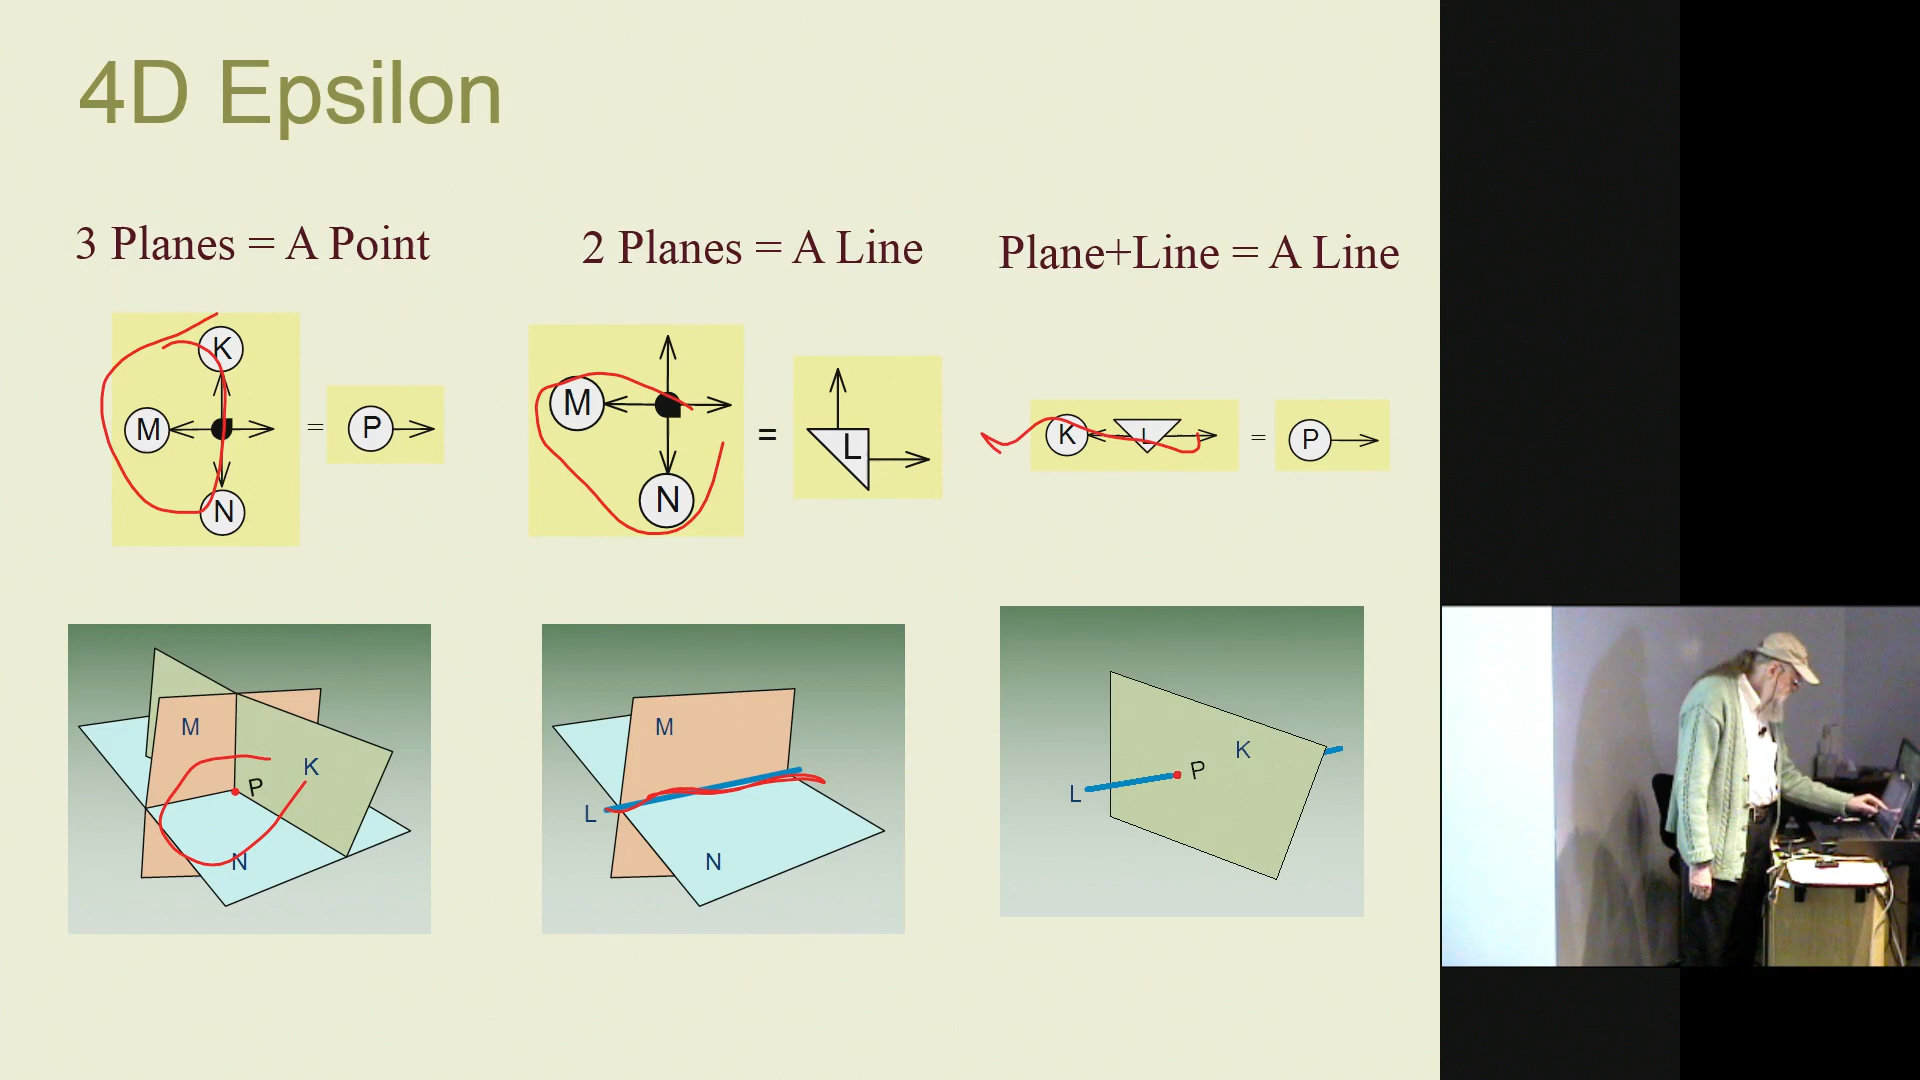 4D Epsilon
3 Planes = A Point
2 Planes = A Line
Plane+Line = A Line
K
M
N
=
P
M
N
=
L
K L = P
M
K
P
N
M
L
N
K
P
L